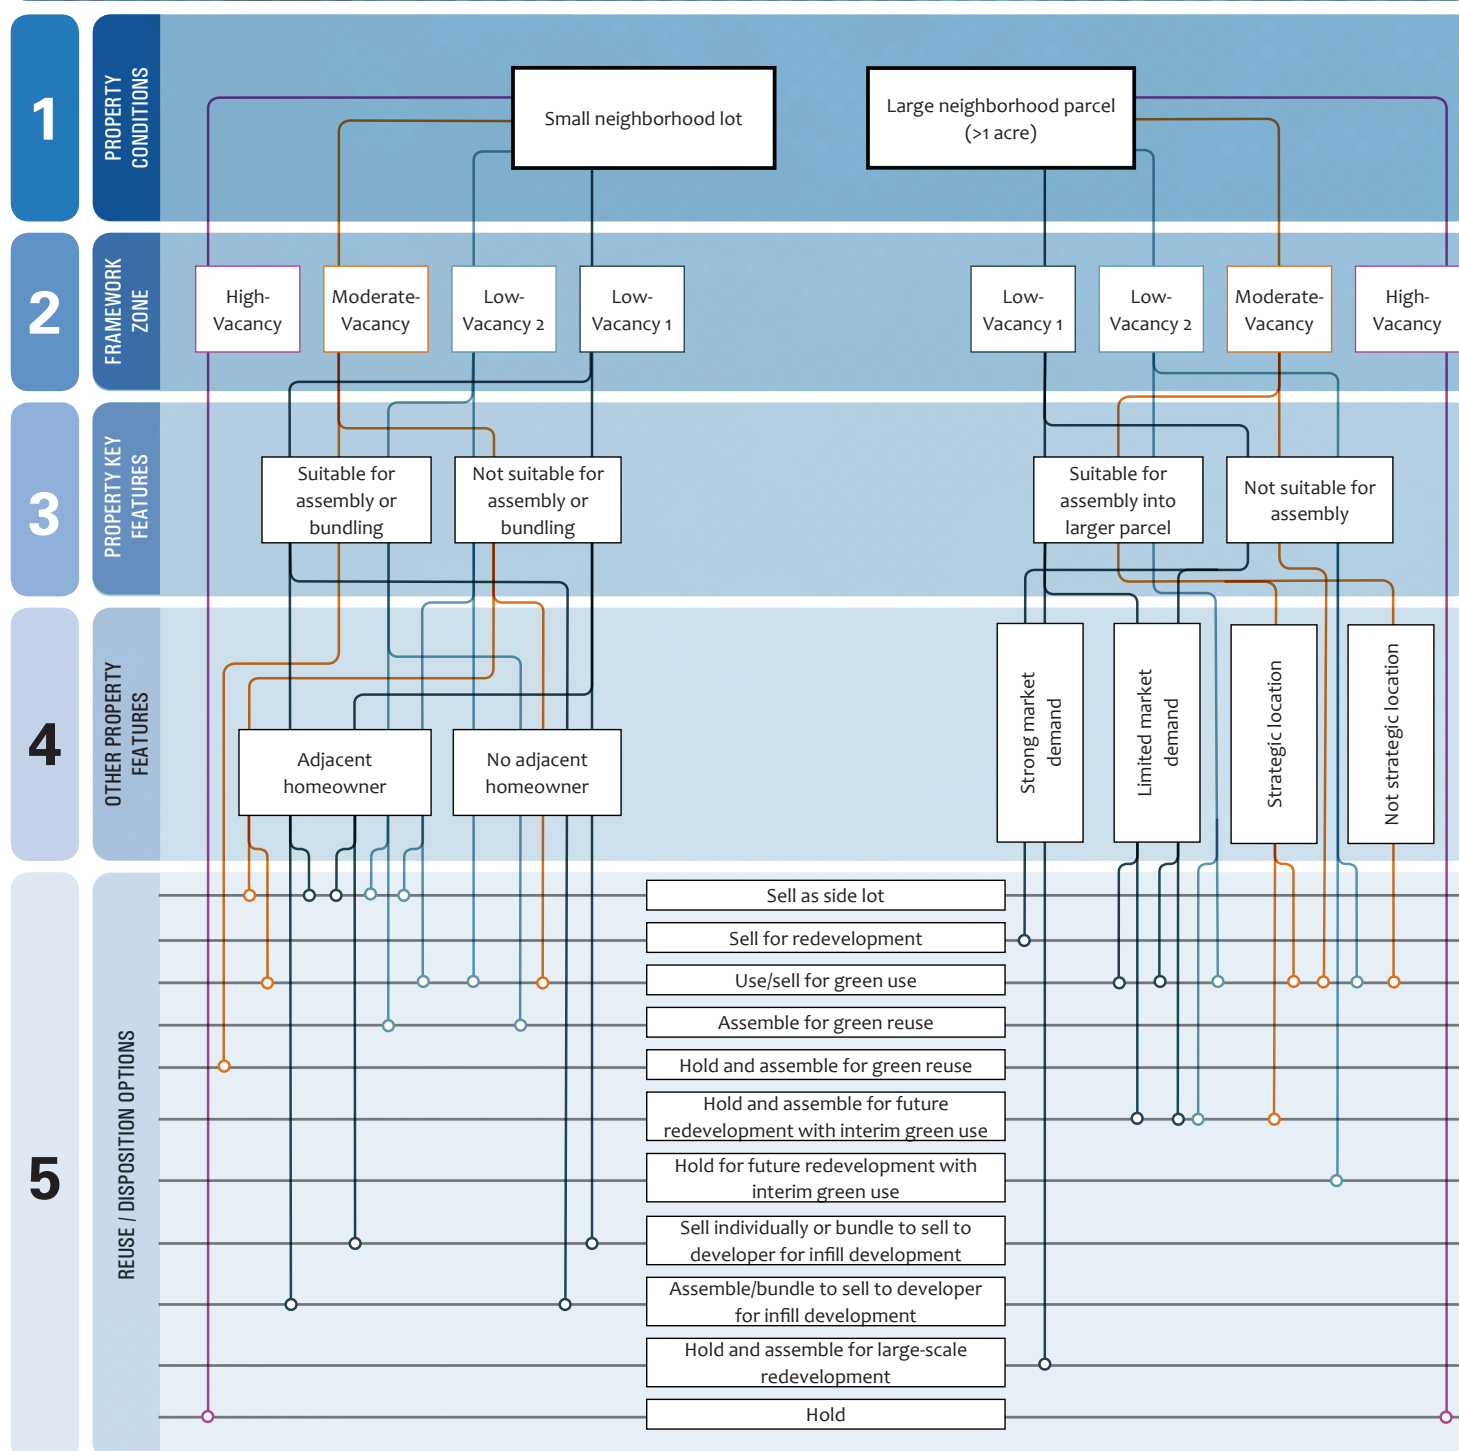 1
PROPERTY
CONDITIONS
Small neighborhood lot
Large neighborhood parcel
(>1 acre)
2
FRAMEWORK
ZONE
High-
Vacancy
Moderate-
Vacancy
Low-
Vacancy 2
Low-
Vacancy 1
Low-
Vacancy 1
Low-
Vacancy 2
Moderate-
Vacancy
High-
Vacancy
3
PROPERTY KEY
FEATURES
Suitable for
assembly or
bundling
Not suitable for
assembly or
bundling
Suitable for
assembly into
larger parcel
Not suitable for
assembly
4
OTHER PROPERTY
FEATURES
Adjacent
homeowner
No adjacent
homeowner
Strong market
demand
Limited market
demand
Strategic location
Not strategic location
5
REUSE / DISPOSITION OPTIONS
Sell as side lot
Sell for redevelopment
Use/sell for green use
Assemble for green reuse
Hold and assemble for green reuse
Hold and assemble for future
redevelopment with interim green use
Hold for future redevelopment with
interim green use
Sell individually or bundle to sell to
developer for infill development
Assemble/bundle to sell to developer
for infill development
Hold and assemble for large-scale
redevelopment
Hold